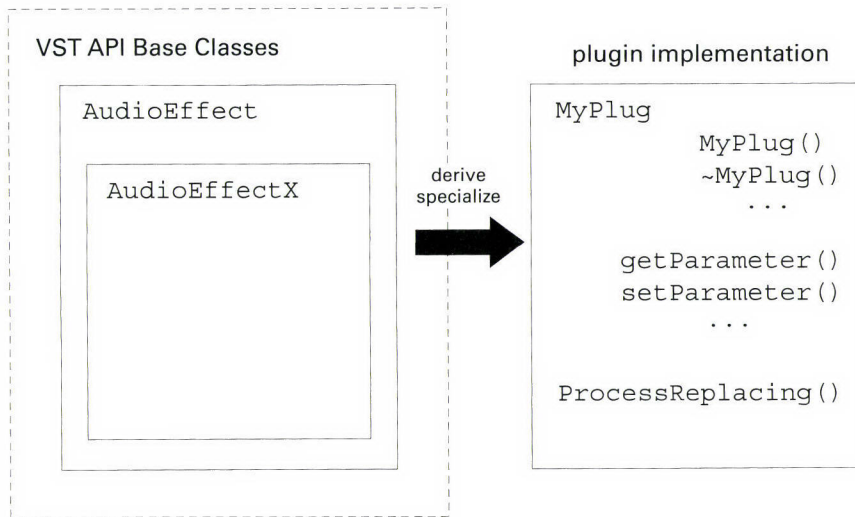 VST API Base Classes
AudioEffect
AudioEffectX
derive
specialize
plugin implementation
MyPlug
MyPlug()
~MyPlug()
...
getParameter()
setParameter()
...
ProcessReplacing()